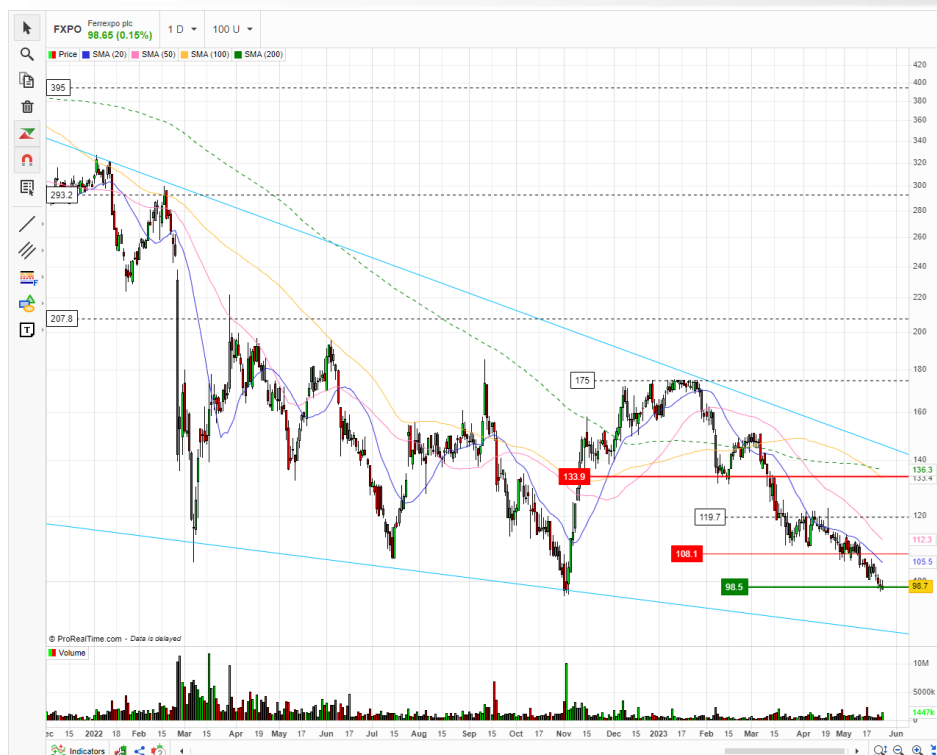 FXPO
Ferrexpo plc
98.65 (0.15%)
1 D
100 U
Price SMA (20) SMA (50) SMA (100) SMA (200)
420
400
395
380
360
340
320
300
293.2
280
260
240
220
207.8
200
180
175
160
140
136.3
133.4
133.9
120
119.7
112.3
108.1
105.5
100
98.7
98.5
F
T
© ProRealTime.com - Data is delayed
Volume
10M
5000k
1447k
0
ec 15 2022 18 Feb 15 Mar 15 Apr 19 May 17 Jun 15 Jul 15 Aug 15 Sep 15 Oct 17 Nov 15 Dec 15 2023 17 Feb 15 Mar 15 Apr 19 May 17 Jun
Indicators